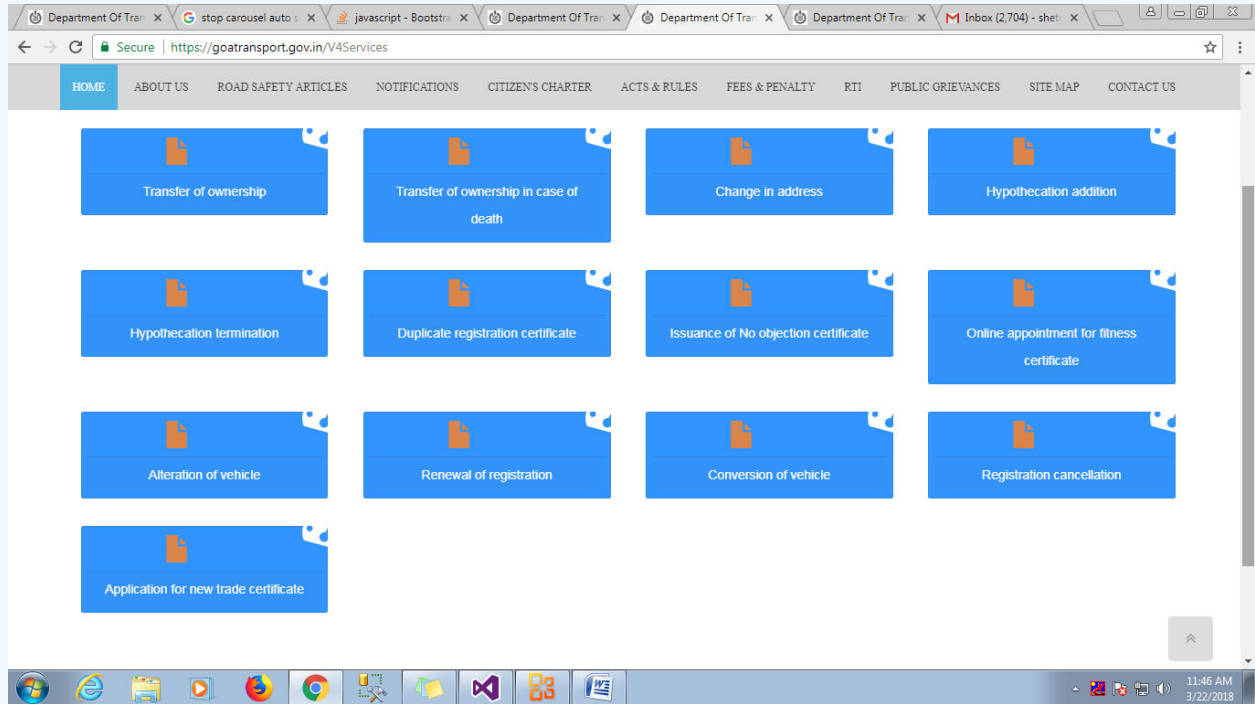 Department Of Tran
stop carousel auto s
javascript - Bootstra
Department Of Tran
Department Of Tran
Department Of Tran
Inbox (2,704) - shet
Secure | https://goatransport.gov.in/V4Services
HOME ABOUT US ROAD SAFETY ARTICLES NOTIFICATIONS CITIZEN'S CHARTER ACTS & RULES FEES & PENALTY RTI PUBLIC GRIEVANCES SITE MAP CONTACT US
Transfer of ownership
Transfer of ownership in case of
death
Change in address
Hypothecation addition
Hypothecation termination
Duplicate registration certificate
Issuance of No objection certificate
Online appointment for fitness
certificate
Alteration of vehicle
Renewal of registration
Conversion of vehicle
Registration cancellation
Application for new trade certificate
11:46 AM
3/22/2018